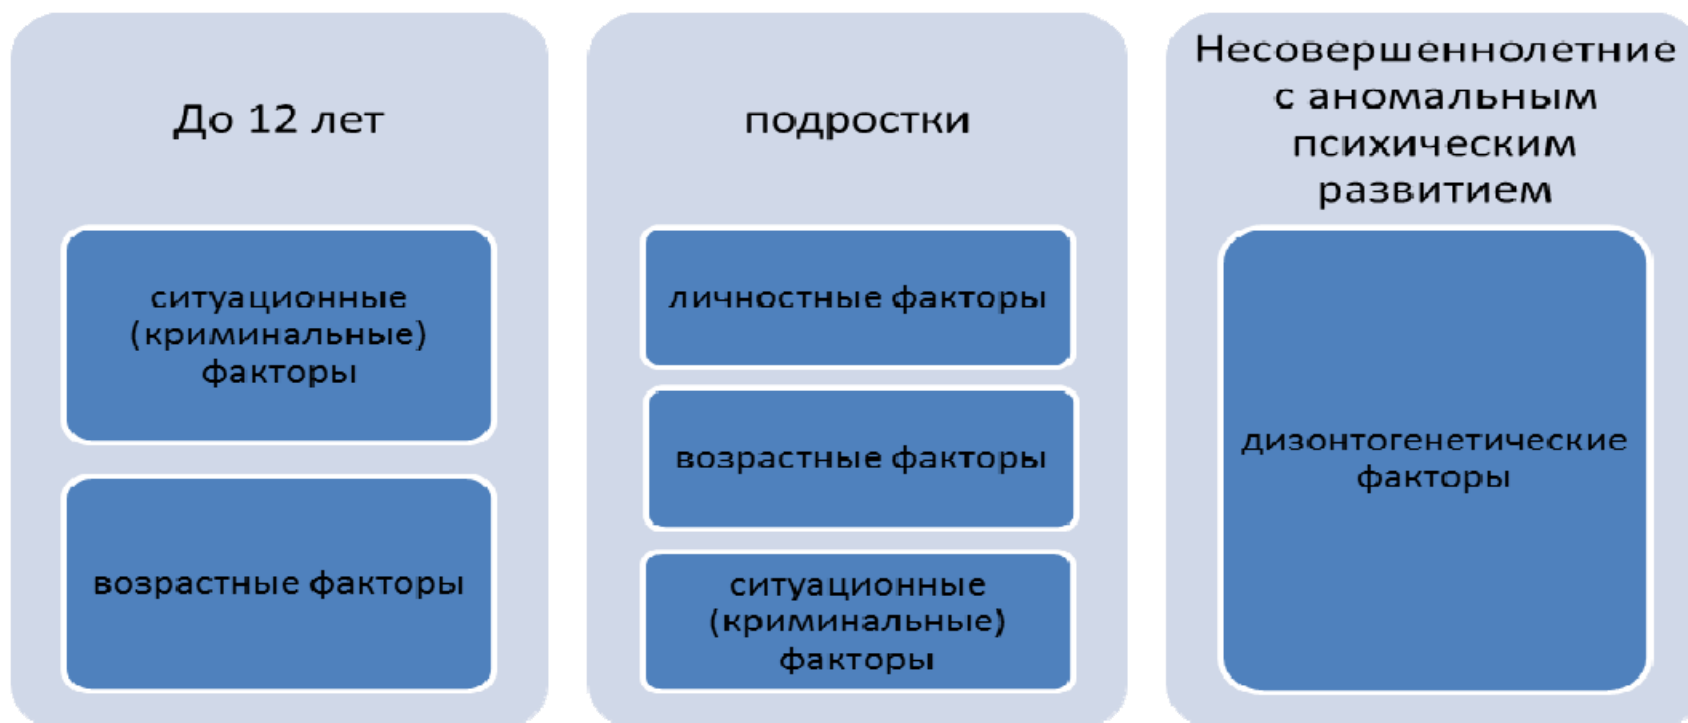 До 12 лет
ситуационные
(криминальные)
факторы
возрастные факторы
подростки
личностные факторы
возрастные факторы
ситуационные
(криминальные)
факторы
Несовершеннолетние
с аномальным
психическим
развитием
дизонтогенетические
факторы